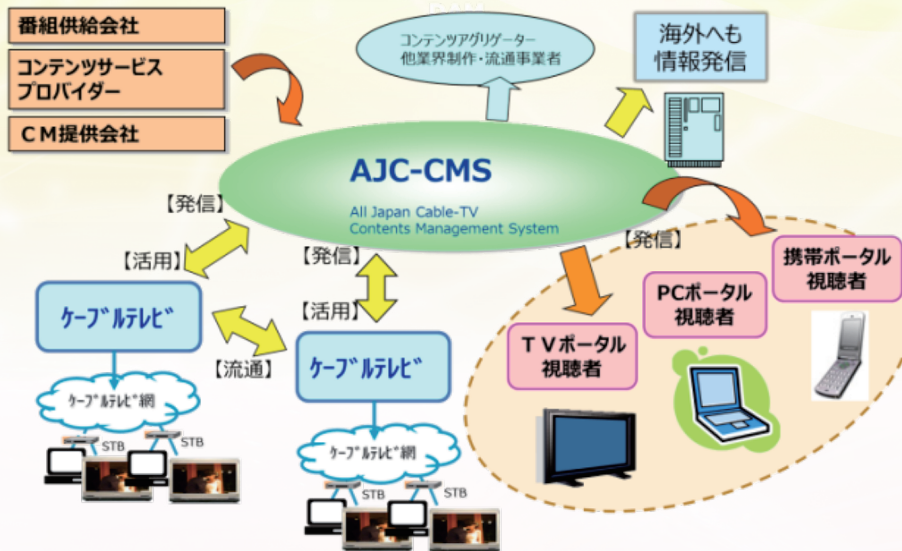 番組供給会社
コンテンツサービス
プロバイダー
ＣＭ提供会社
コンテンツアグリゲーター
他業界制作・流通事業者
海外へも
情報発信
AJC-CMS
All Japan Cable-TV
Contents Management System
【発信】
【活用】
【発信】
【活用】
【流通】
【発信】
ｹｰﾌﾞﾙﾃﾚﾋﾞ
ｹｰﾌﾞﾙﾃﾚﾋﾞ
ＴＶポータル
視聴者
PCポータル
視聴者
携帯ポータル
視聴者
ｹｰﾌﾞﾙﾃﾚﾋﾞ網
STB
STB
ｹｰﾌﾞﾙﾃﾚﾋﾞ網
STB
STB